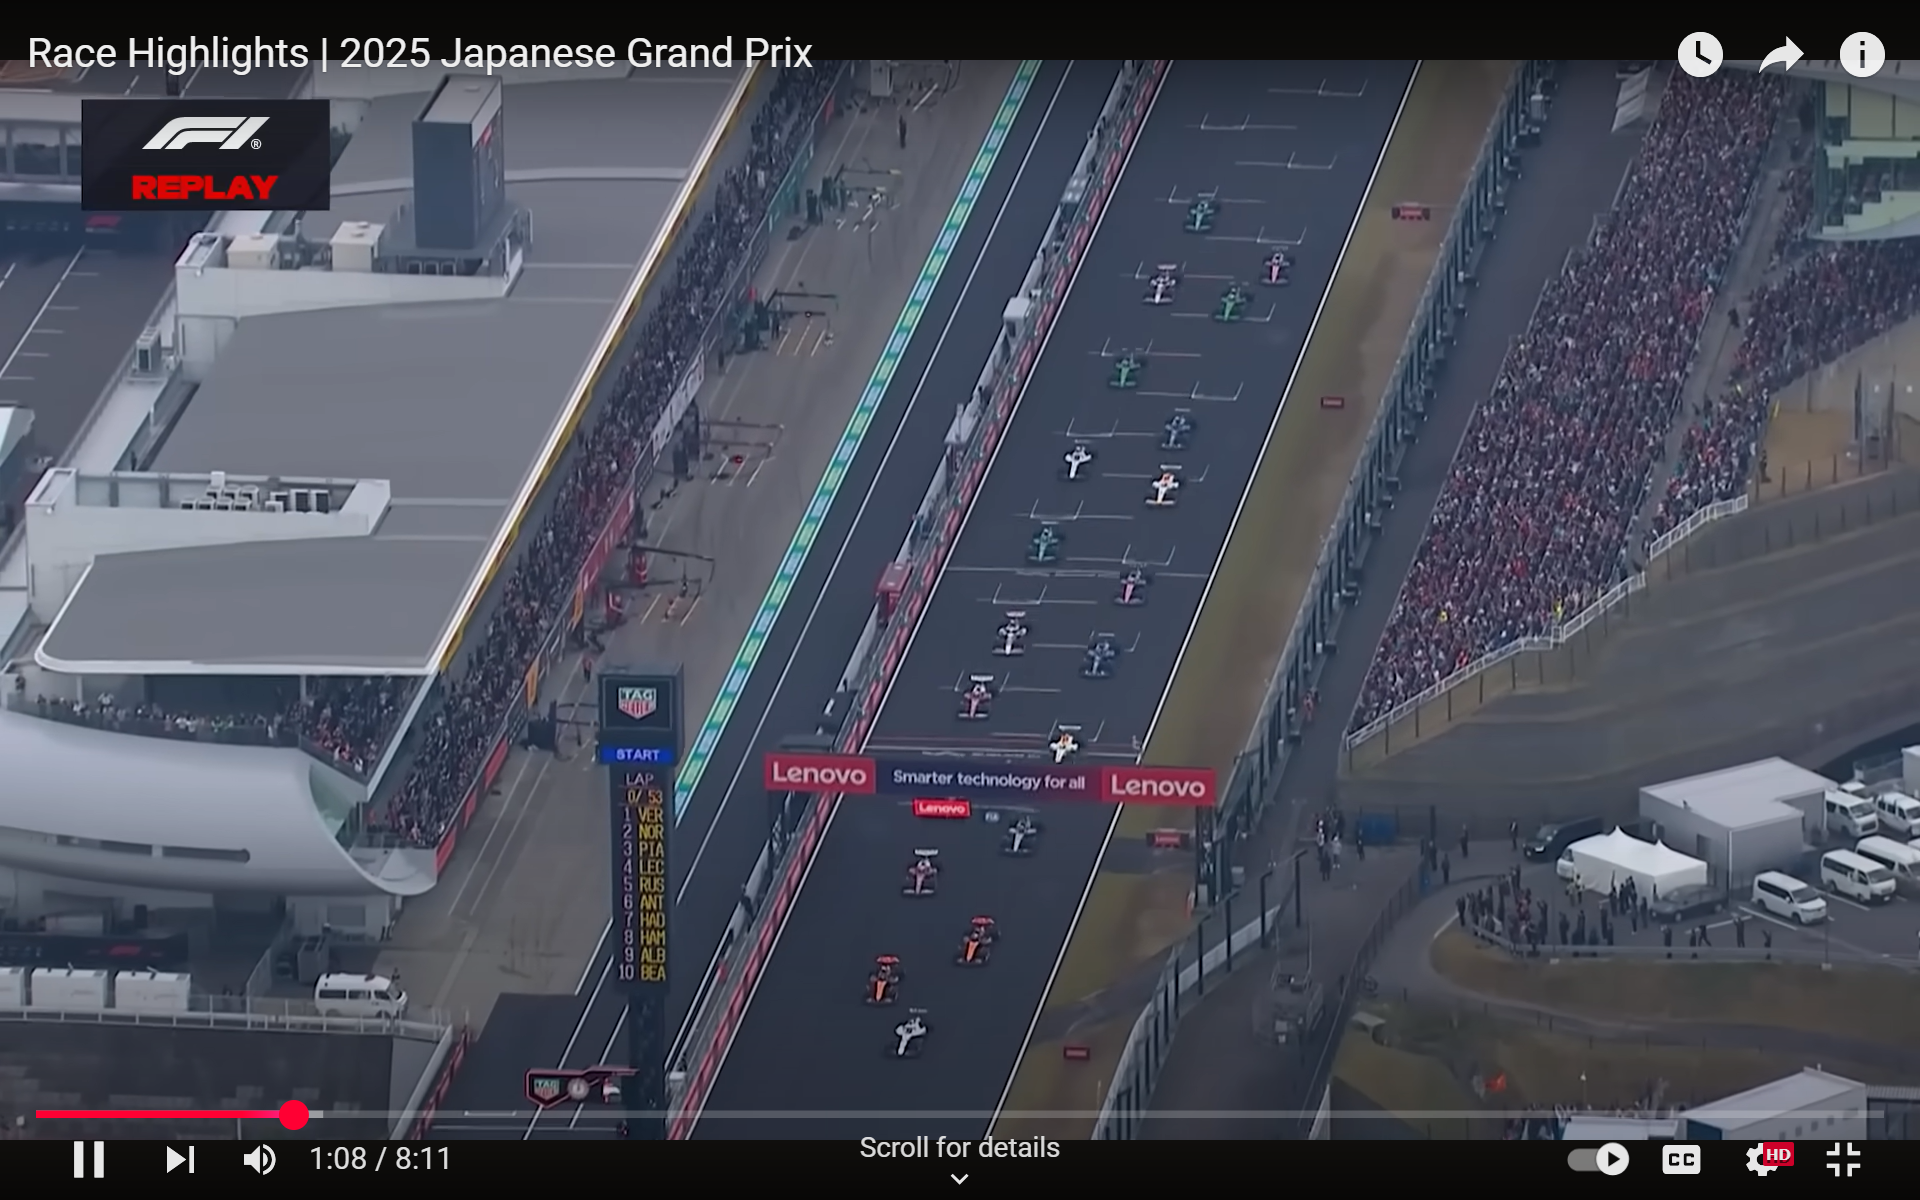 Race Highlights | 2025 Japanese Grand Prix
F1®
REPLAY
TAG
HEUER
START
LAP
0/ 53
1 VER
2 NOR
3 PIA
4 LEC
5 RUS
6 ANT
7 HAD
8 HAM
9 ALB
10 BEA
Lenovo Smarter technology for all Lenovo
Lenovo
TAG
1:08 / 8:11
Scroll for details
CC
HD